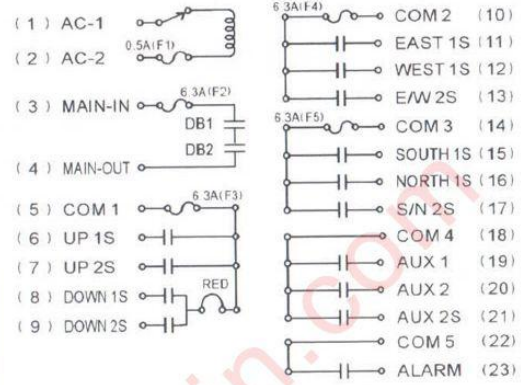 ( 1 ) AC-1
0.5A(F1)
( 2 ) AC-2
6.3A(F2)
( 3 ) MAIN-IN
DB1
DB2
( 4 ) MAIN-OUT
6.3A(F3)
( 5 ) COM 1
( 6 ) UP 1S
( 7 ) UP 2S
RED
( 8 ) DOWN 1S
( 9 ) DOWN 2S
6.3A(F4)
COM 2 (10)
EAST 1S (11)
WEST 1S (12)
E/W 2S (13)
6.3A(F5)
COM 3 (14)
SOUTH 1S (15)
NORTH 1S (16)
S/N 2S (17)
COM 4 (18)
AUX 1 (19)
AUX 2 (20)
AUX 2S (21)
COM 5 (22)
ALARM (23)